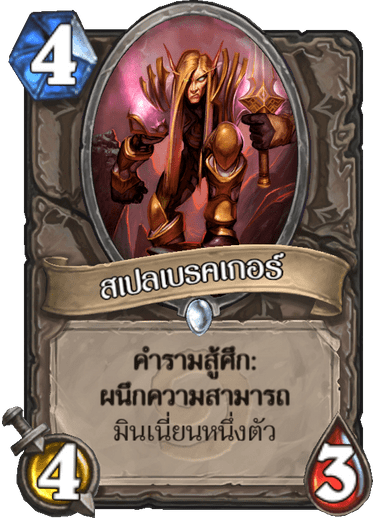 4
สเปลเบรคเกอร์
คำรามสู้ศึก:
ผนึกความสามารถ
มินเนี่ยนหนึ่งตัว
4
3